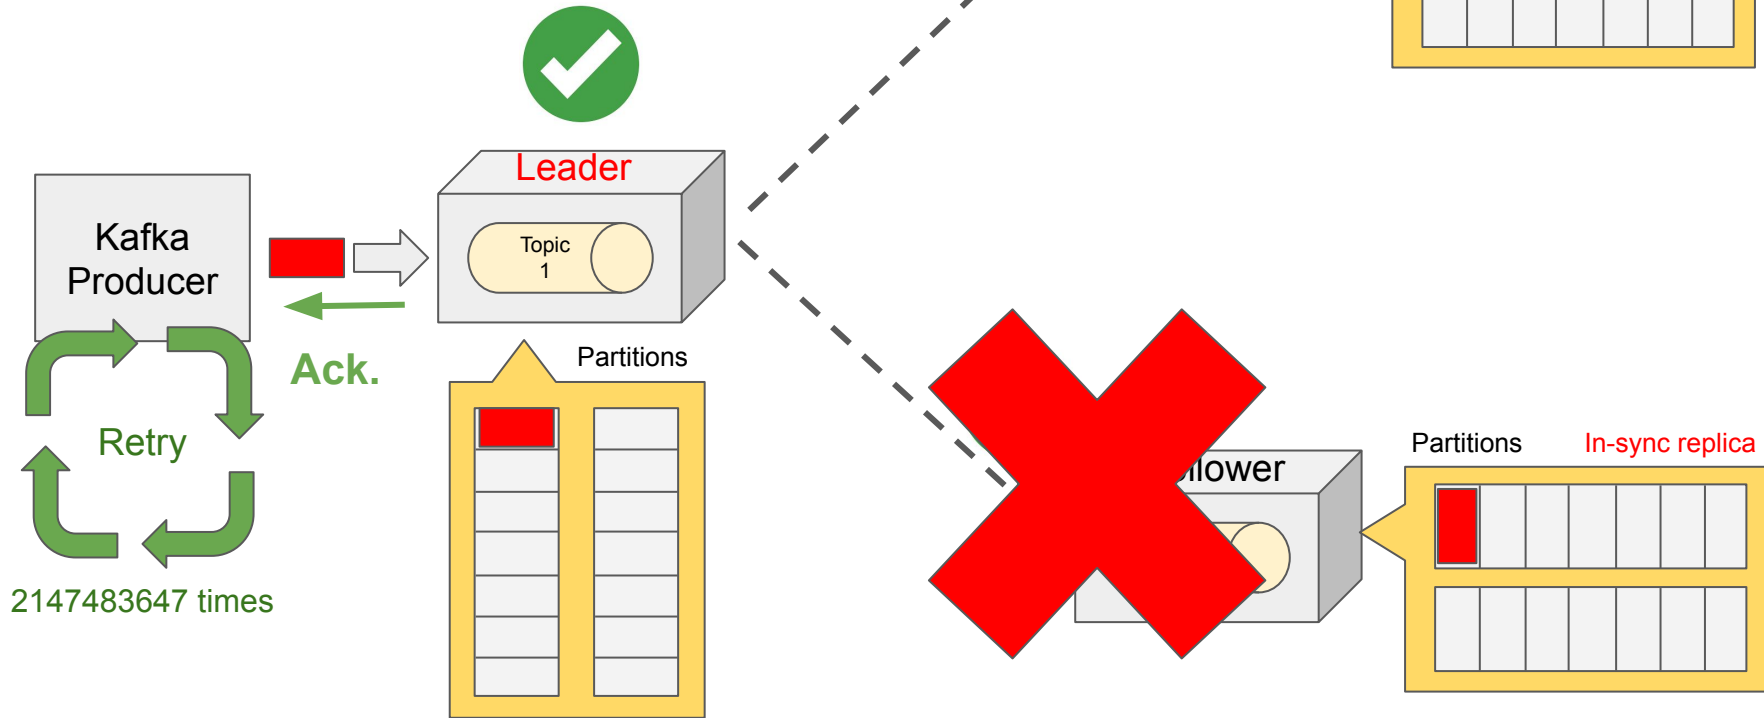 Leader
Kafka
Producer
Topic
1
Ack.
Partitions
Retry
2147483647 times
Partitions
In-sync replica